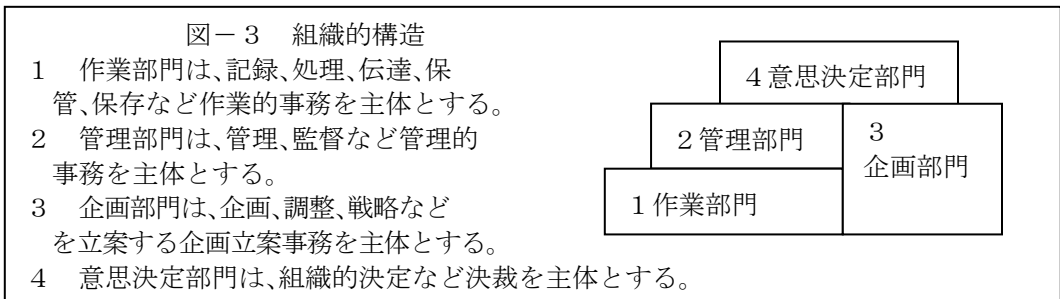 図－３　組織的構造
１　作業部門は、記録、処理、伝達、保
管、保存など作業的事務を主体とする。
２　管理部門は、管理、監督など管理的
事務を主体とする。
３　企画部門は、企画、調整、戦略など
を立案する企画立案事務を主体とする。
４　意思決定部門は、組織的決定など決裁を主体とする。
４意思決定部門
２管理部門
３
企画部門
１作業部門